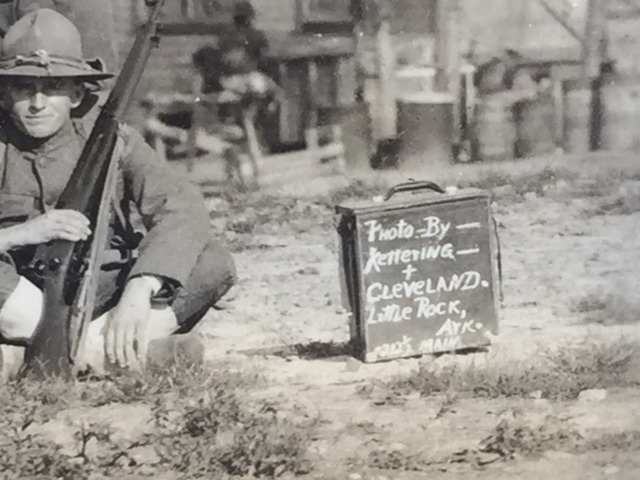 Photo-By-
Kettering-
+
Cleveland.
Little Rock,
Ark.
Main.